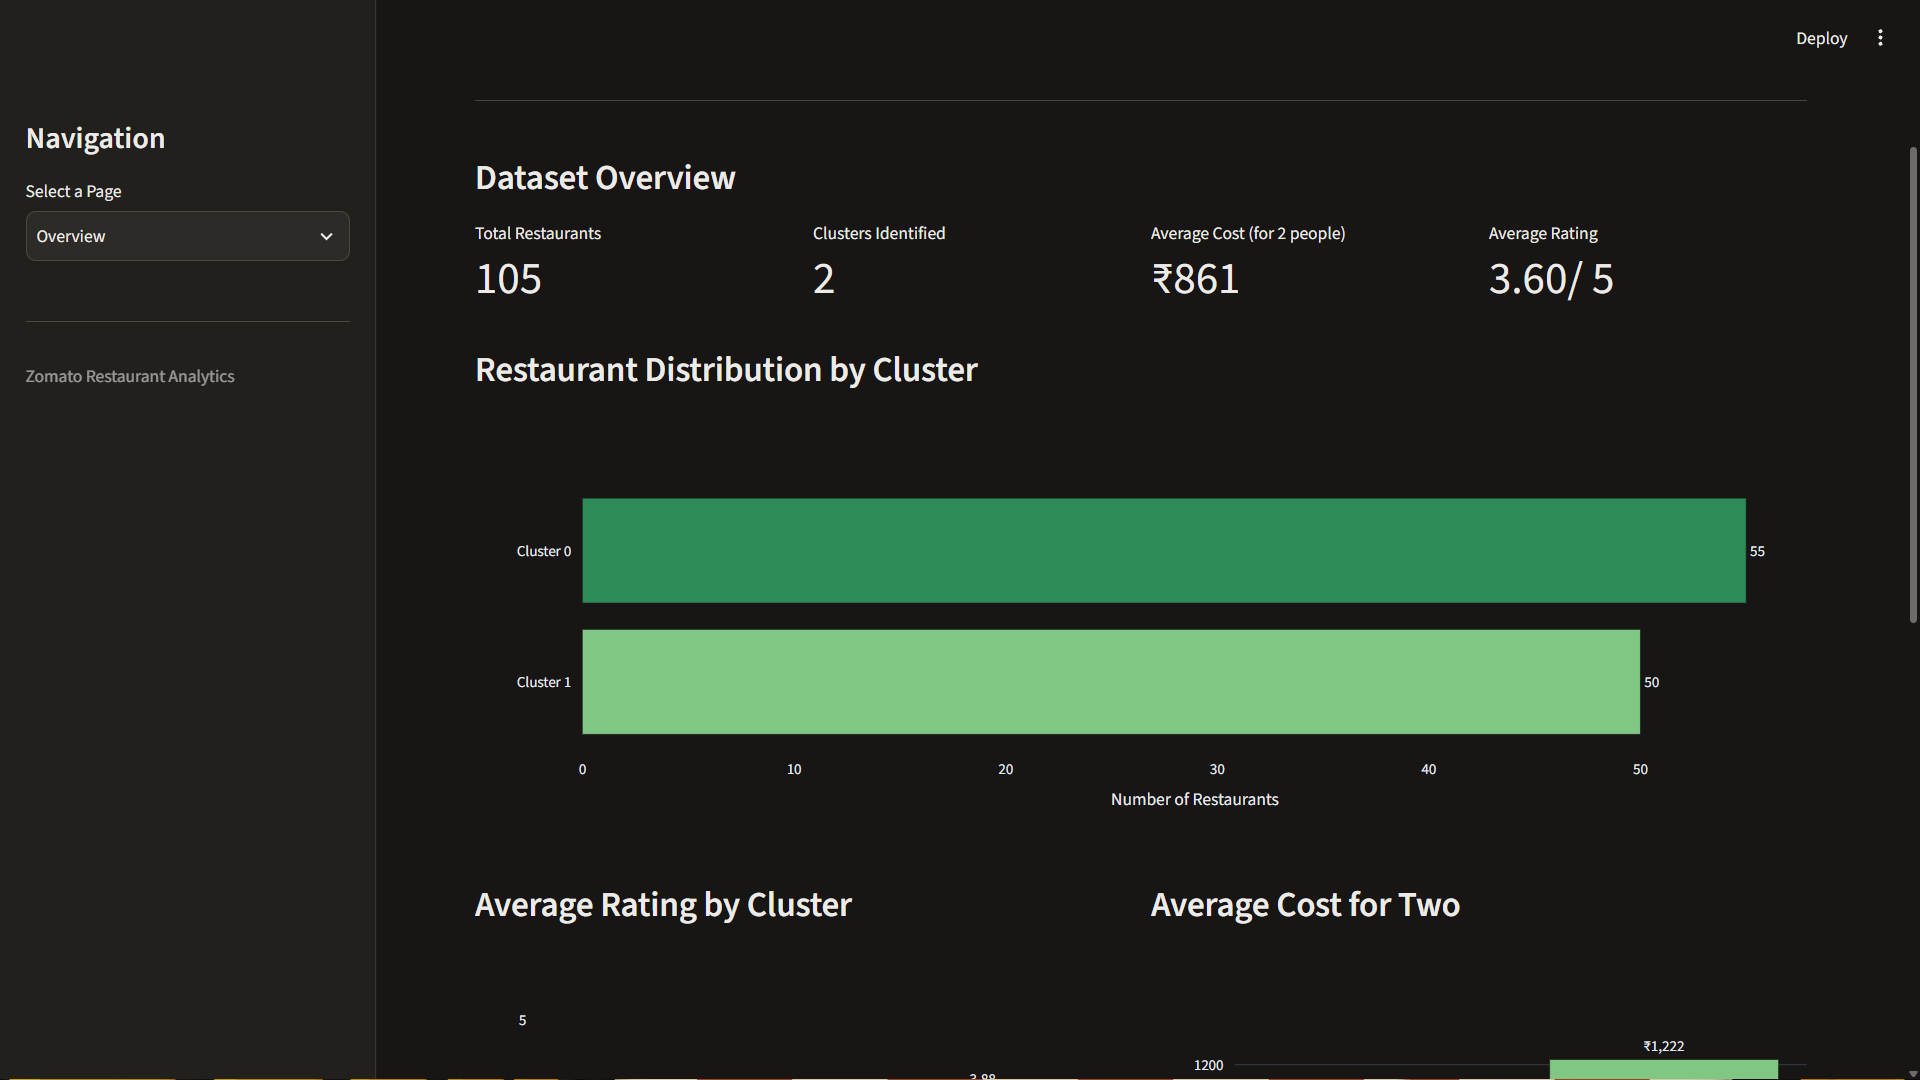 Deploy
Navigation
Select a Page
Overview
Zomato Restaurant Analytics
Dataset Overview
Total Restaurants
105
Clusters Identified
2
Average Cost (for 2 people)
₹861
Average Rating
3.60/ 5
Restaurant Distribution by Cluster
Cluster 0
55
Cluster 1
50
0 10 20 30 40 50
Number of Restaurants
Average Rating by Cluster
5
3.88
Average Cost for Two
₹1,222
1200